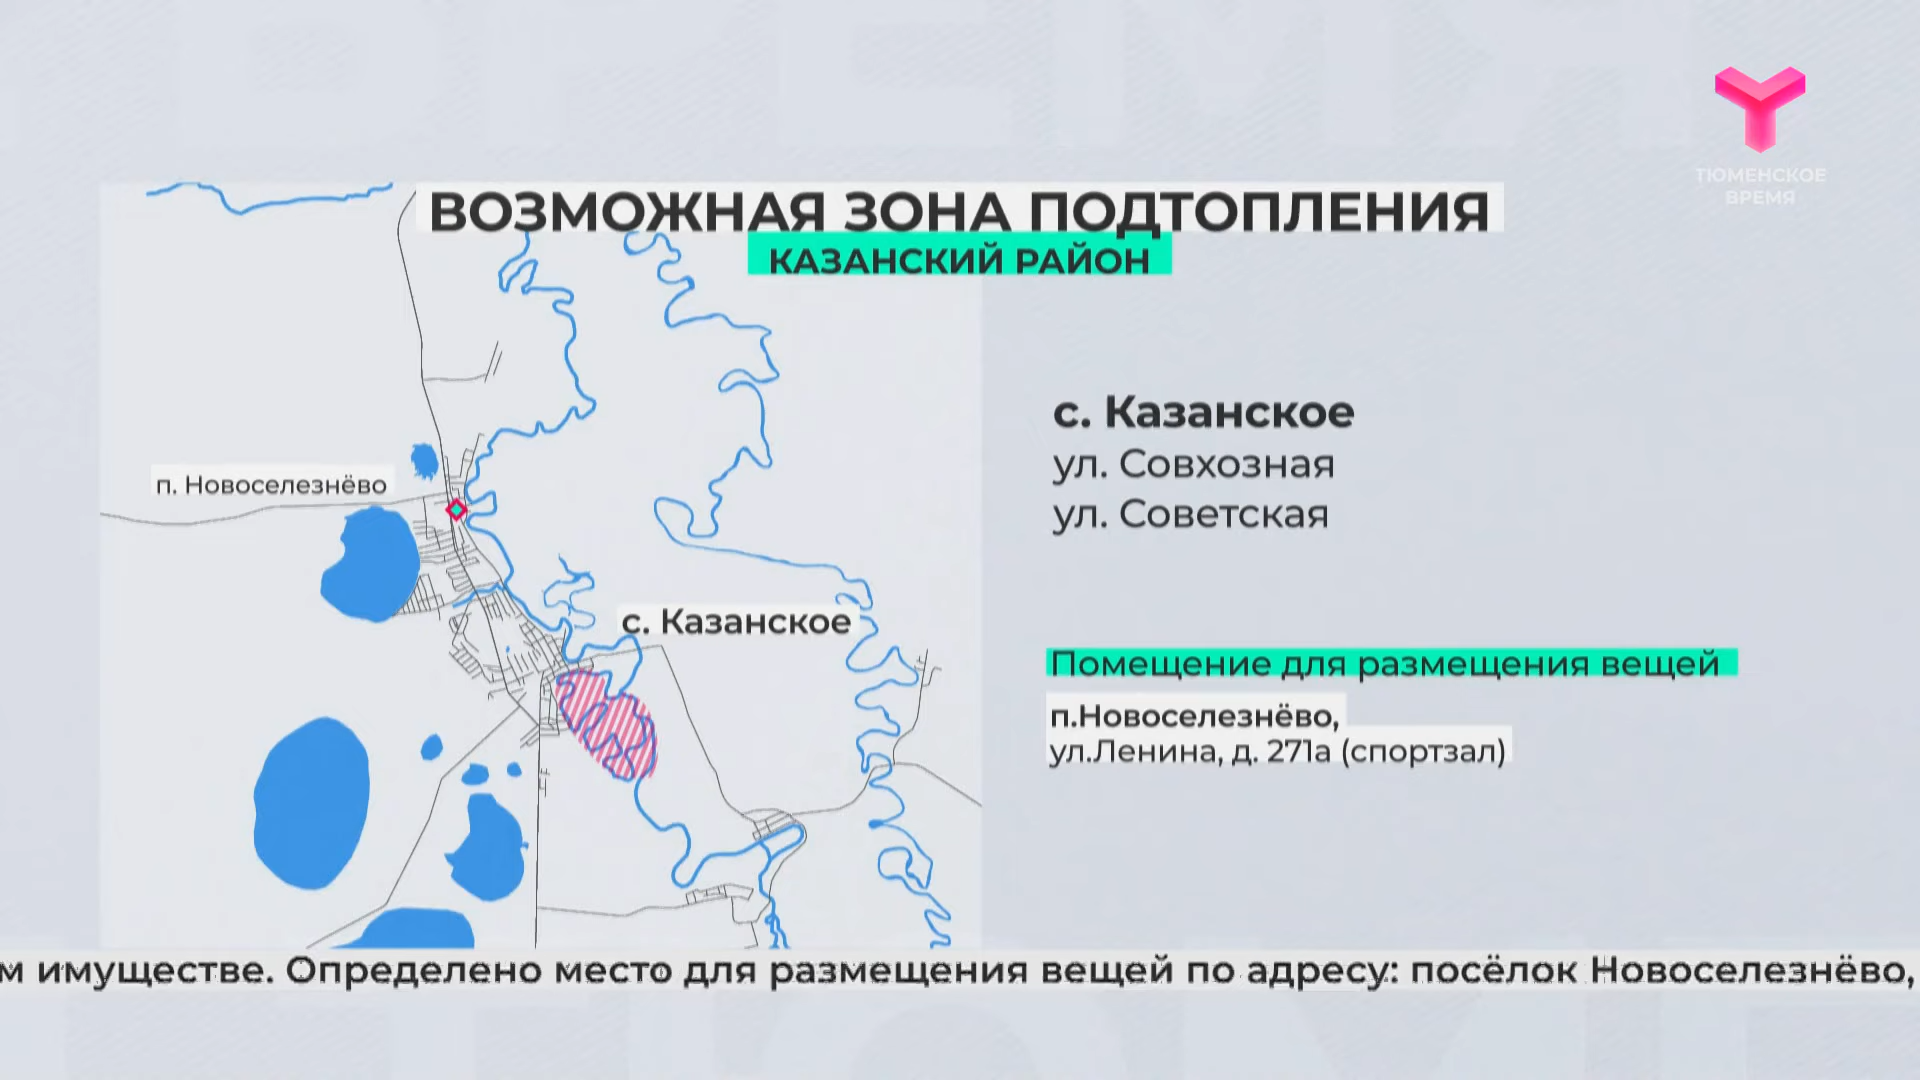 ТЮМЕНСКОЕ
ВРЕМЯ
ВОЗМОЖНАЯ ЗОНА ПОДТОПЛЕНИЯ
КАЗАНСКИЙ РАЙОН
п. Новоселезнёво
с. Казанское
с. Казанское
ул. Совхозная
ул. Советская
Помещение для размещения вещей
п.Новоселезнёво,
ул.Ленина, д. 271а (спортзал)
м имуществе. Определено место для размещения вещей по адресу: посёлок Новоселезнёво,